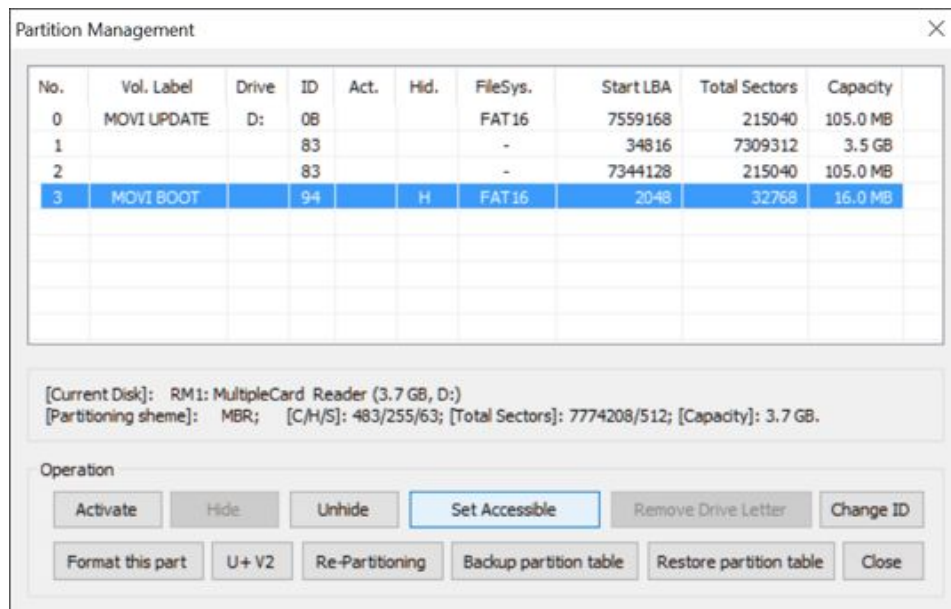 Partition Management
No. Vol. Label Drive ID Act. Hid. FileSys. Start LBA Total Sectors Capacity
0 MOVI UPDATE D: 0B FAT16 7559168 215040 105.0 MB
1 83 - 34816 7309312 3.5 GB
2 83 - 7344128 215040 105.0 MB
3 MOVI BOOT 94 H FAT16 2048 32768 16.0 MB
[Current Disk]: RM1: MultipleCard Reader (3.7 GB, D:)
[Partitioning sheme]: MBR; [C/H/S]: 483/255/63; [Total Sectors]: 7774208/512; [Capacity]: 3.7 GB.
Operation
Activate Hide Unhide Set Accessible Remove Drive Letter Change ID
Format this part U+ V2 Re-Partitioning Backup partition table Restore partition table Close